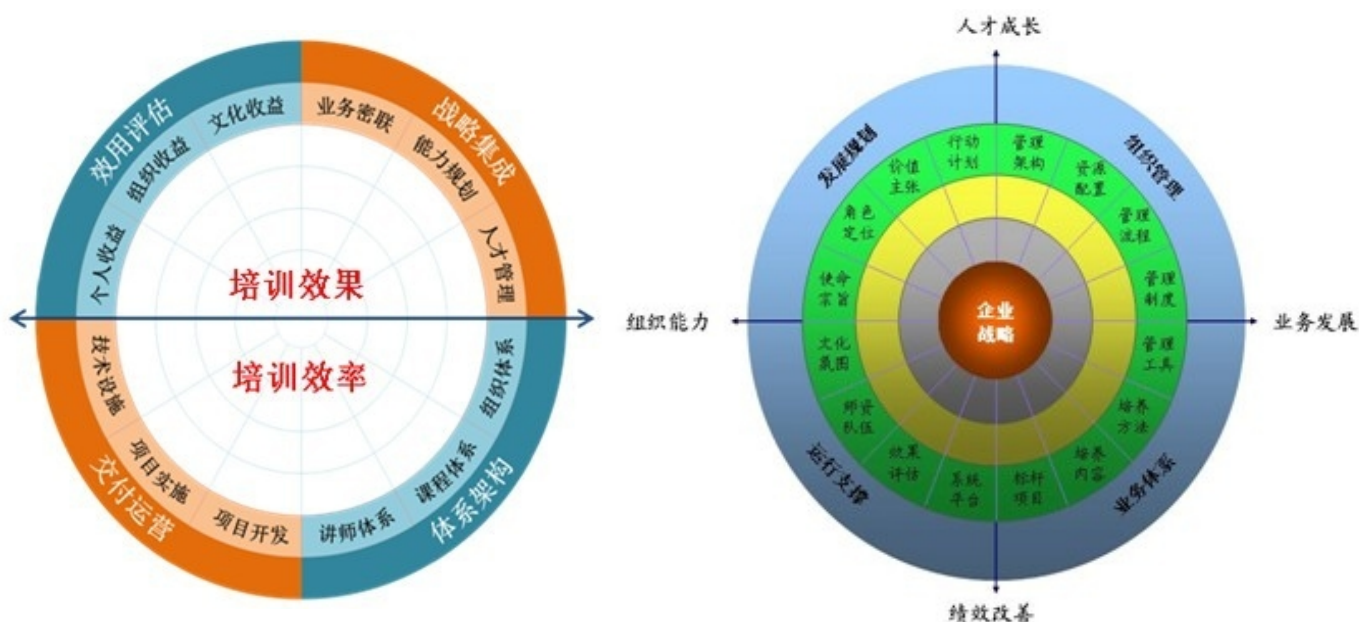 效用评估
战略集成
交付运营
体系架构
文化收益
组织收益
个人收益
业务密联
能力规划
人才管理
培训效果
培训效率
技术设施
项目实施
项目开发
讲师体系
课程体系
组织体系
人才成长
组织能力
业务发展
绩效改善
发展规划
组织管理
运行支撑
业务体系
行动
计划
价值
主张
角色
定位
使命
宗旨
文化
氛围
师资
队伍
效果
评估
系统
平台
标杆
项目
培养
内容
培养
方法
管理
工具
管理
制度
管理
流程
资源
配置
管理
架构
企业
战略